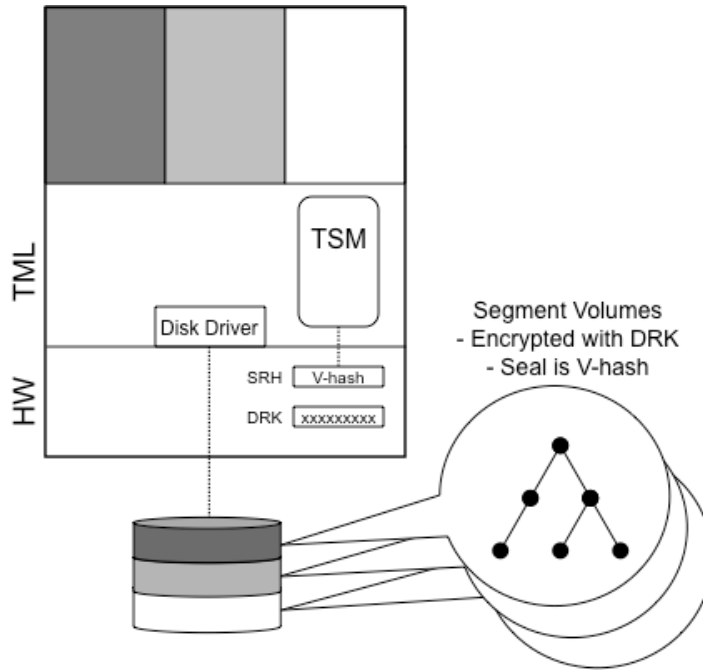 TML
TSM
Disk Driver
HW
SRH V-hash
DRK xxxxxxxxx
Segment Volumes
- Encrypted with DRK
- Seal is V-hash